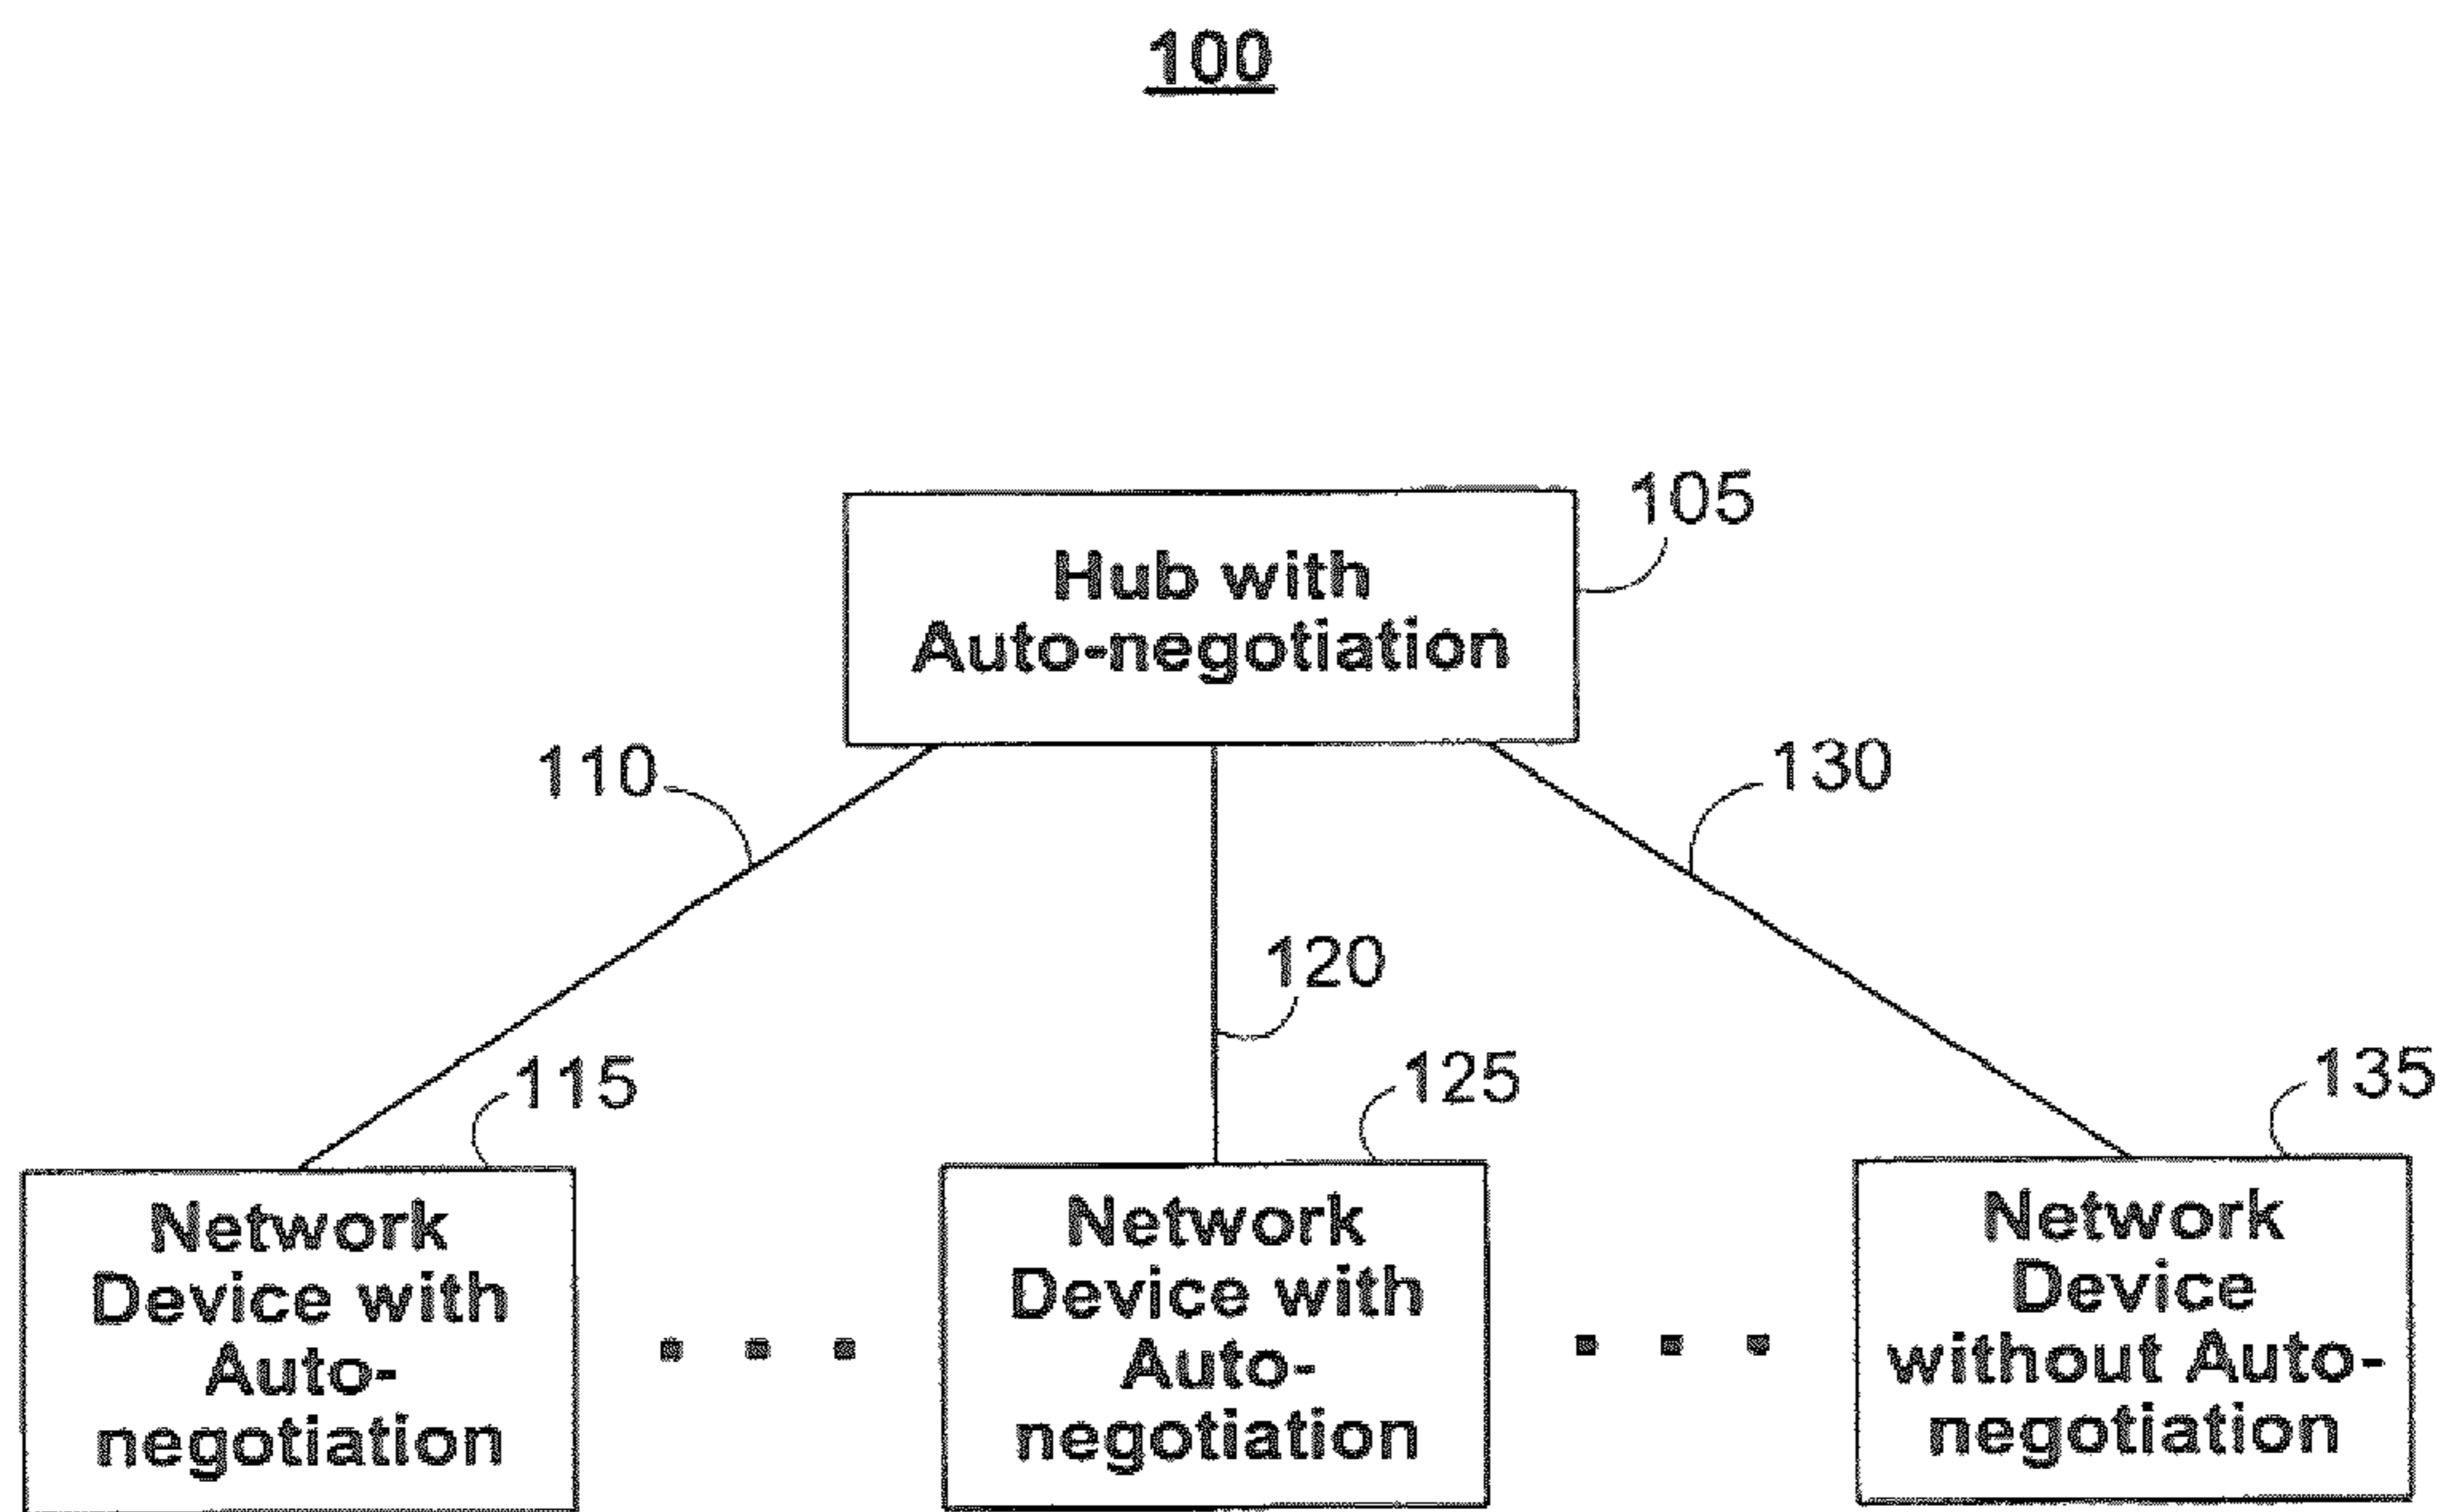 100
105
Hub with
Auto-negotiation
110
130
120
115
125
135
Network
Device with
Auto-
negotiation
Network
Device with
Auto-
negotiation
Network
Device
without Auto-
negotiation